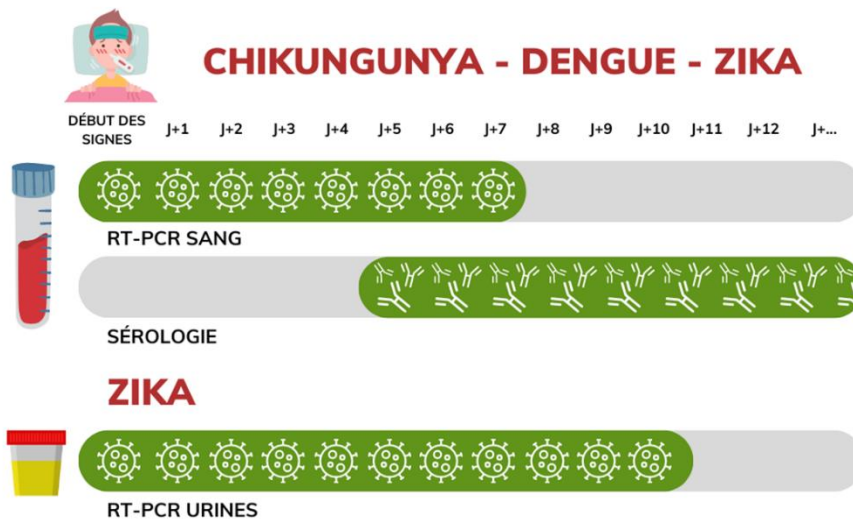 CHIKUNGUNYA - DENGUE - ZIKA
DÉBUT DES
SIGNES
J+1 J+2 J+3 J+4 J+5 J+6 J+7 J+8 J+9 J+10 J+11 J+12 J+...
RT-PCR SANG
SÉROLOGIE
ZIKA
RT-PCR URINES